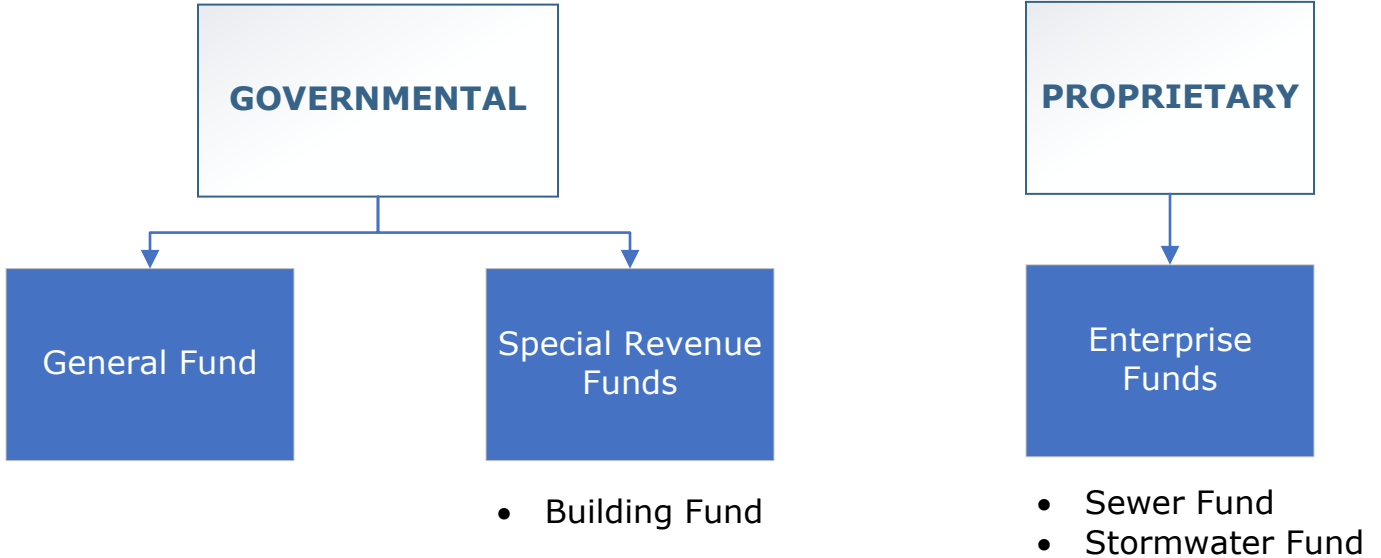 GOVERNMENTAL
PROPRIETARY
General Fund
Special Revenue
Funds
Enterprise
Funds
• Building Fund
• Sewer Fund
• Stormwater Fund